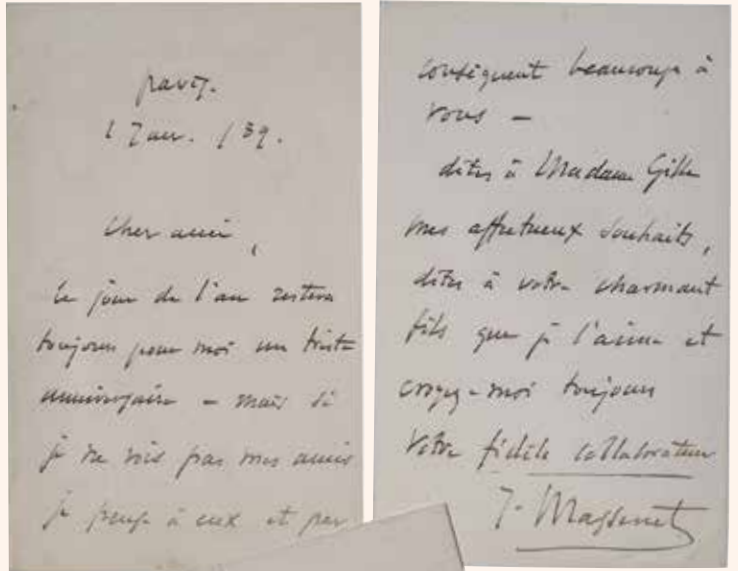 Paris.
1 Janv. /89.
Cher ami,
le jour de l'an restera
toujours pour moi un triste
anniversaire – mais si
je ne vois pas mes amis
je pense à eux et par
conséquent beaucoup à
vous –
dites à Madame Gille
mes affectueux souhaits,
dites à votre charmant
fils que je l'aime et
croyez-moi toujours
Votre fidèle collaborateur
J. Massenet